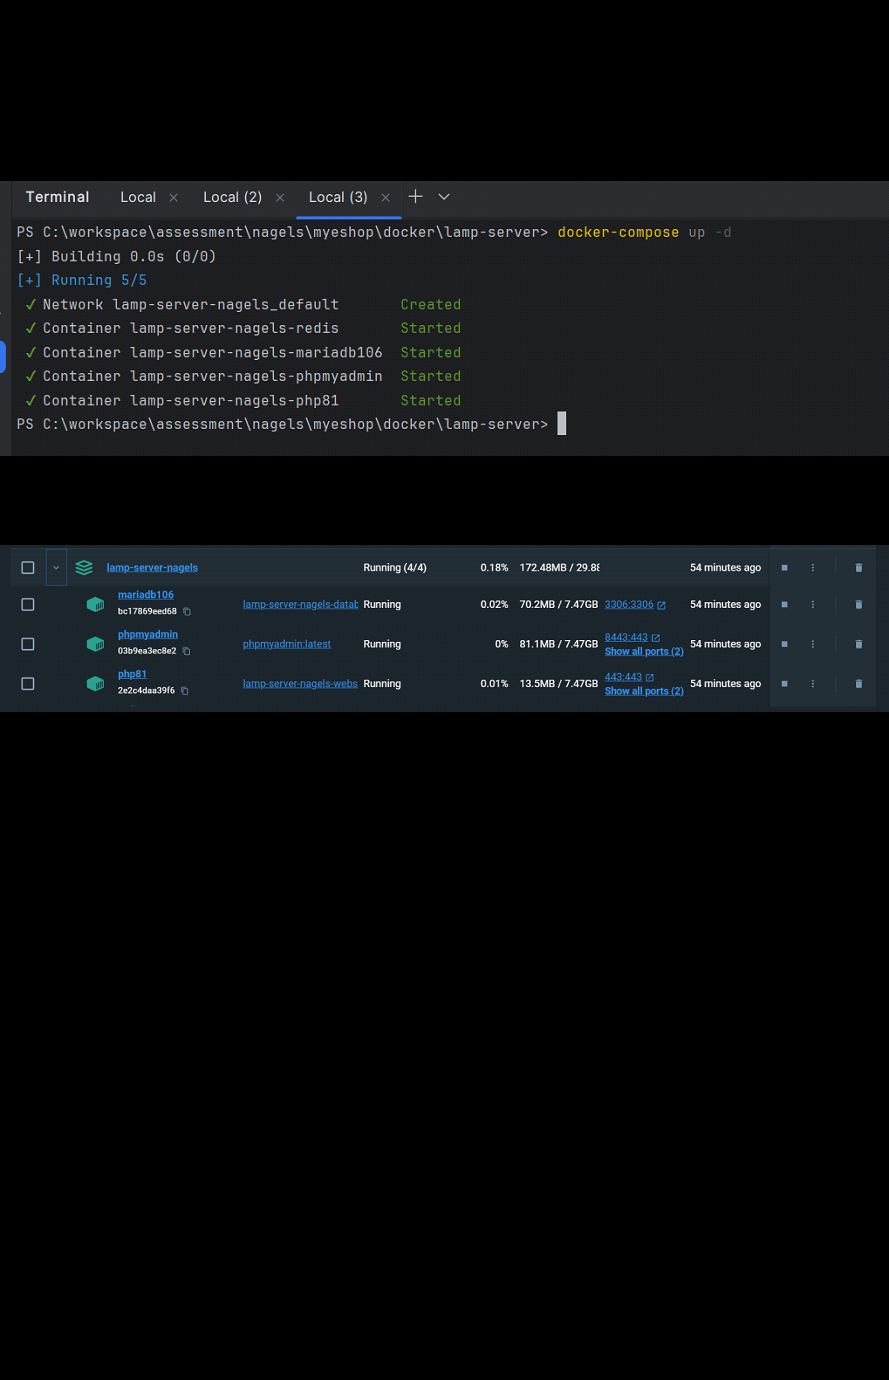 Terminal Local × Local (2) × Local (3) ×
PS C:\workspace\assessment\nagels\myeshop\docker\lamp-server> docker-compose up -d
[+] Building 0.0s (0/0)
[+] Running 5/5
✓ Network lamp-server-nagels_default Created
✓ Container lamp-server-nagels-redis Started
✓ Container lamp-server-nagels-mariadb106 Started
✓ Container lamp-server-nagels-phpmyadmin Started
✓ Container lamp-server-nagels-php81 Started
PS C:\workspace\assessment\nagels\myeshop\docker\lamp-server>
lamp-server-nagels Running (4/4) 0.18% 172.48MB / 29.88 54 minutes ago
mariadb106
bc17869eed68 lamp-server-nagels-datab Running 0.02% 70.2MB / 7.47GB 3306:3306 54 minutes ago
phpmyadmin
03b9ea3ec8e2 phpmyadmin:latest Running 0% 81.1MB / 7.47GB 8443:443 54 minutes ago
Show all ports (2)
php81
2e2c4daa39f6 lamp-server-nagels-webs Running 0.01% 13.5MB / 7.47GB 443:443 54 minutes ago
Show all ports (2)